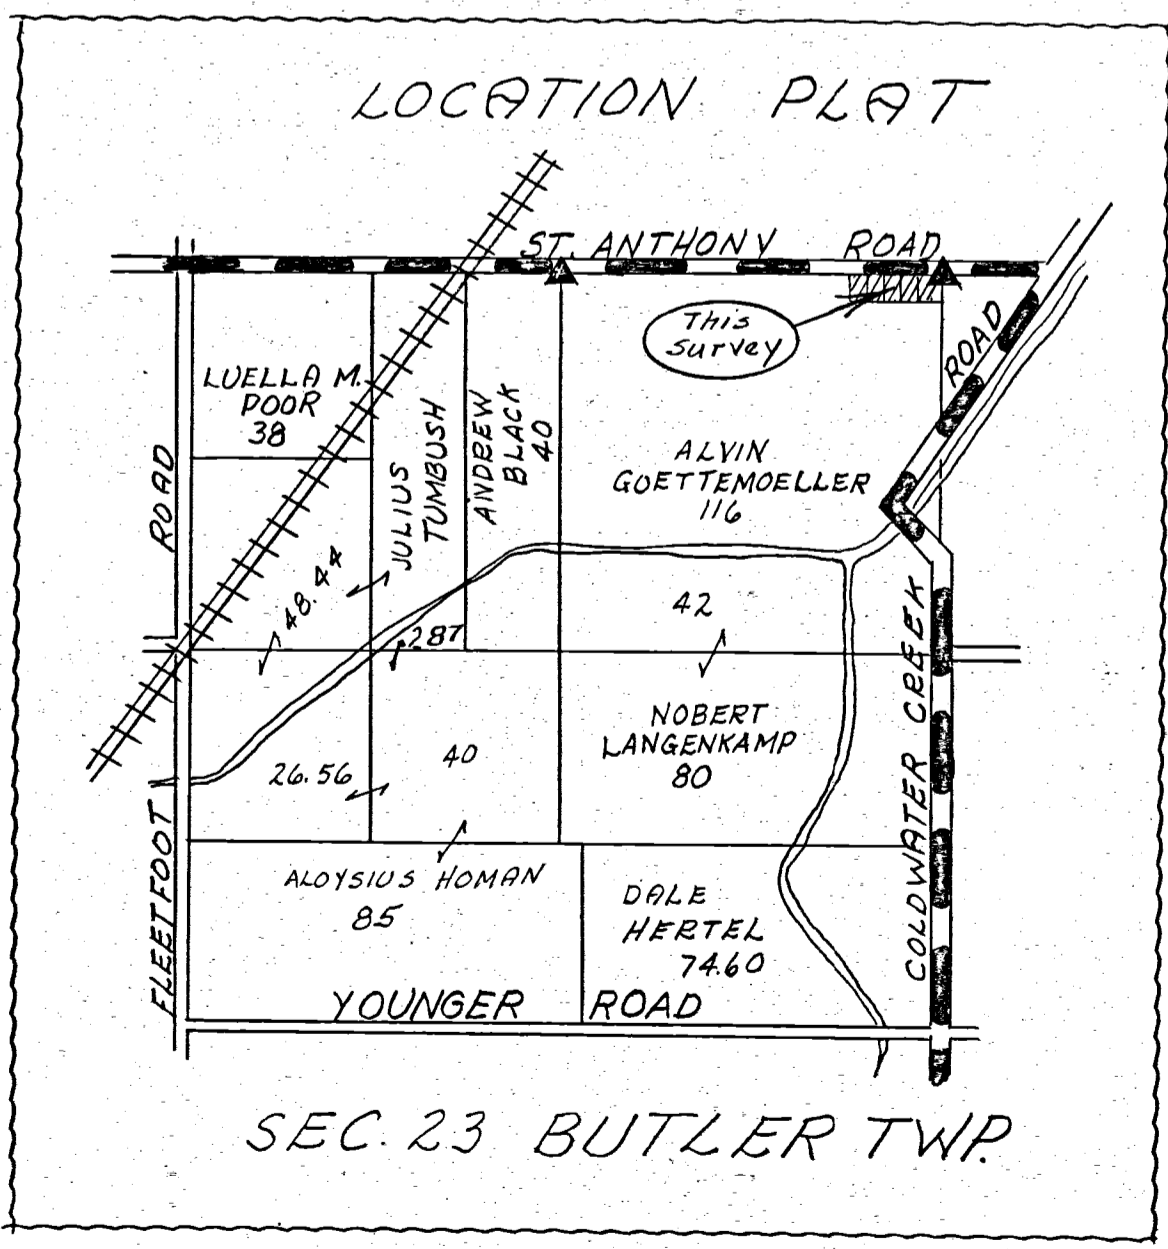 LOCATION PLAT
ST. ANTHONY ROAD
This
survey
ROAD
LUELLA M.
DOOR
38
JULIUS
TUMBUSH
ANDREW
BLACK
40
ALVIN
GOETTEMOELLER
116
ROAD
48.44
2.87
42
NOBERT
LANGENKAMP
80
40
26.56
COLDWATER CREEK
FLEETFOOT
ALOYSIUS HOMAN
85
DALE
HERTEL
74.60
YOUNGER ROAD
SEC. 23 BUTLER TWP.